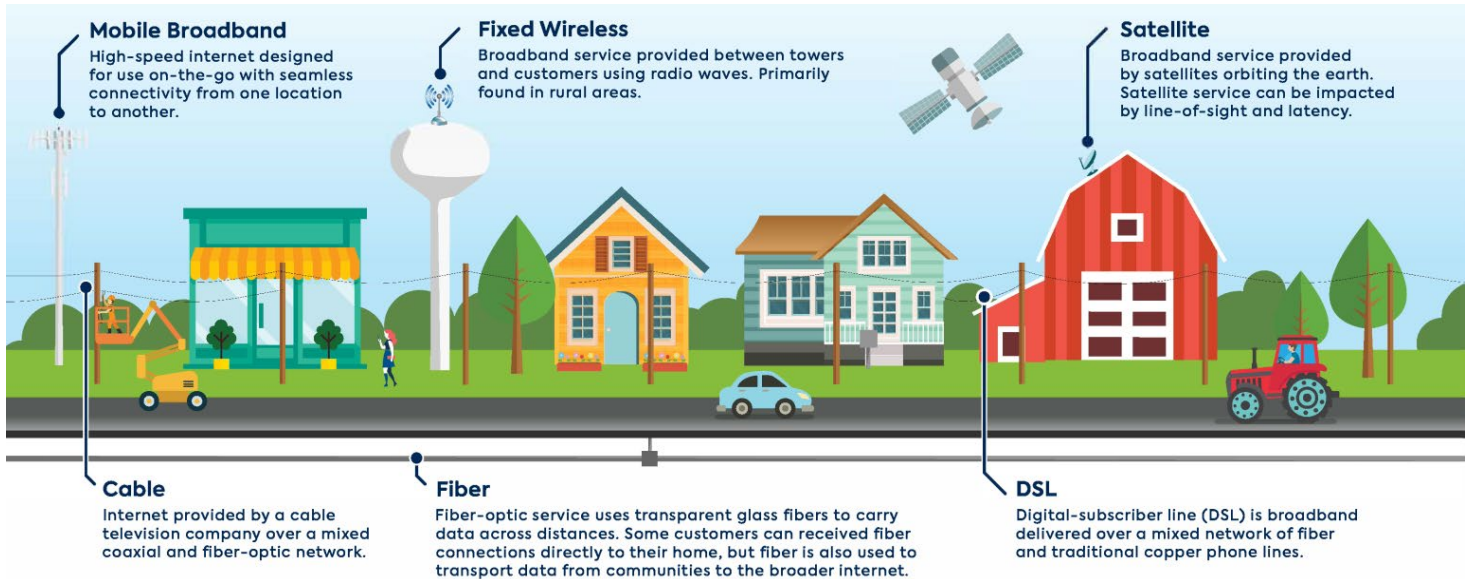 Mobile Broadband
High-speed internet designed
for use on-the-go with seamless
connectivity from one location
to another.
Fixed Wireless
Broadband service provided between towers
and customers using radio waves. Primarily
found in rural areas.
Satellite
Broadband service provided
by satellites orbiting the earth.
Satellite service can be impacted
by line-of-sight and latency.
Cable
Internet provided by a cable
television company over a mixed
coaxial and fiber-optic network.
Fiber
Fiber-optic service uses transparent glass fibers to carry
data across distances. Some customers can received fiber
connections directly to their home, but fiber is also used to
transport data from communities to the broader internet.
DSL
Digital-subscriber line (DSL) is broadband
delivered over a mixed network of fiber
and traditional copper phone lines.